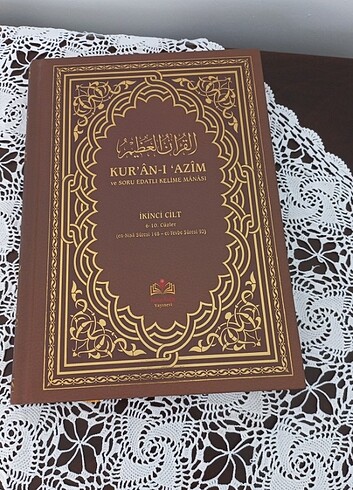 القرآن العظيم
KUR'ÂN-I 'AZÎM
ve SORU EDATLI KELİME MÂNÂSI
İKİNCİ CİLT
6-10. Cüzler
(en-Nisâ Sûresi 148 - et-Tevbe Sûresi 92)
Yayınevi